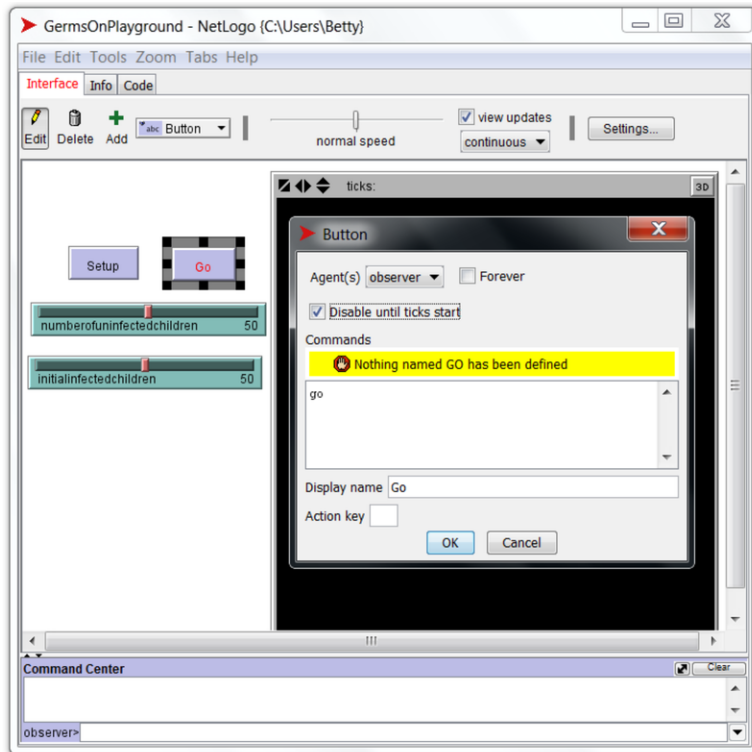 GermsOnPlayground - NetLogo {C:\Users\Betty}
File Edit Tools Zoom Tabs Help
Interface Info Code
Edit Delete Add abc Button normal speed view updates continuous Settings...
ticks: 3D
Setup Go
numberofuninfectedchildren 50
initialinfectedchildren 50
Button X
Agent(s) observer Forever
Disable until ticks start
Commands
Nothing named GO has been defined
go
Display name Go
Action key
OK Cancel
Command Center Clear
observer>